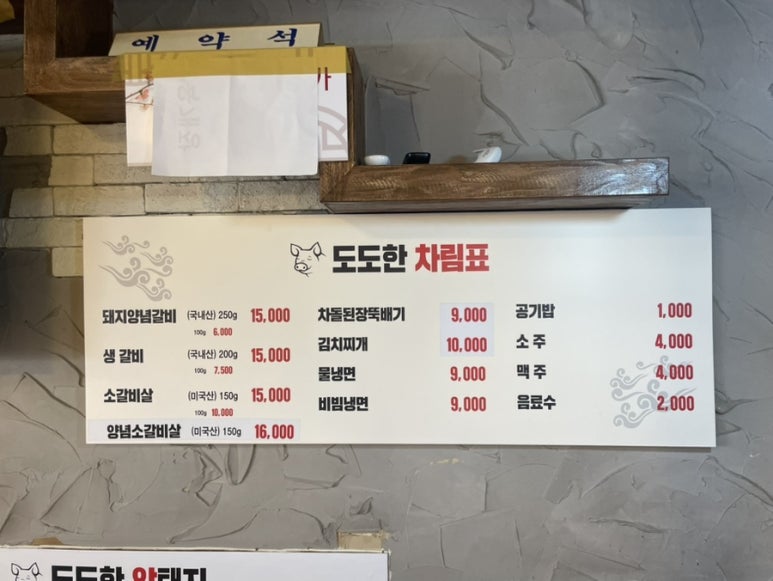 예 약 석
가
도도한 차림표
돼지양념갈비 (국내산) 250g 15,000
100g 6,000
생 갈비 (국내산) 200g 15,000
100g 7,500
소갈비살 (미국산) 150g 15,000
100g 10,000
양념소갈비살 (미국산) 150g 16,000
차돌된장뚝배기 9,000
김치찌개 10,000
물냉면 9,000
비빔냉면 9,000
공기밥 1,000
소 주 4,000
맥 주 4,000
음료수 2,000
도도한